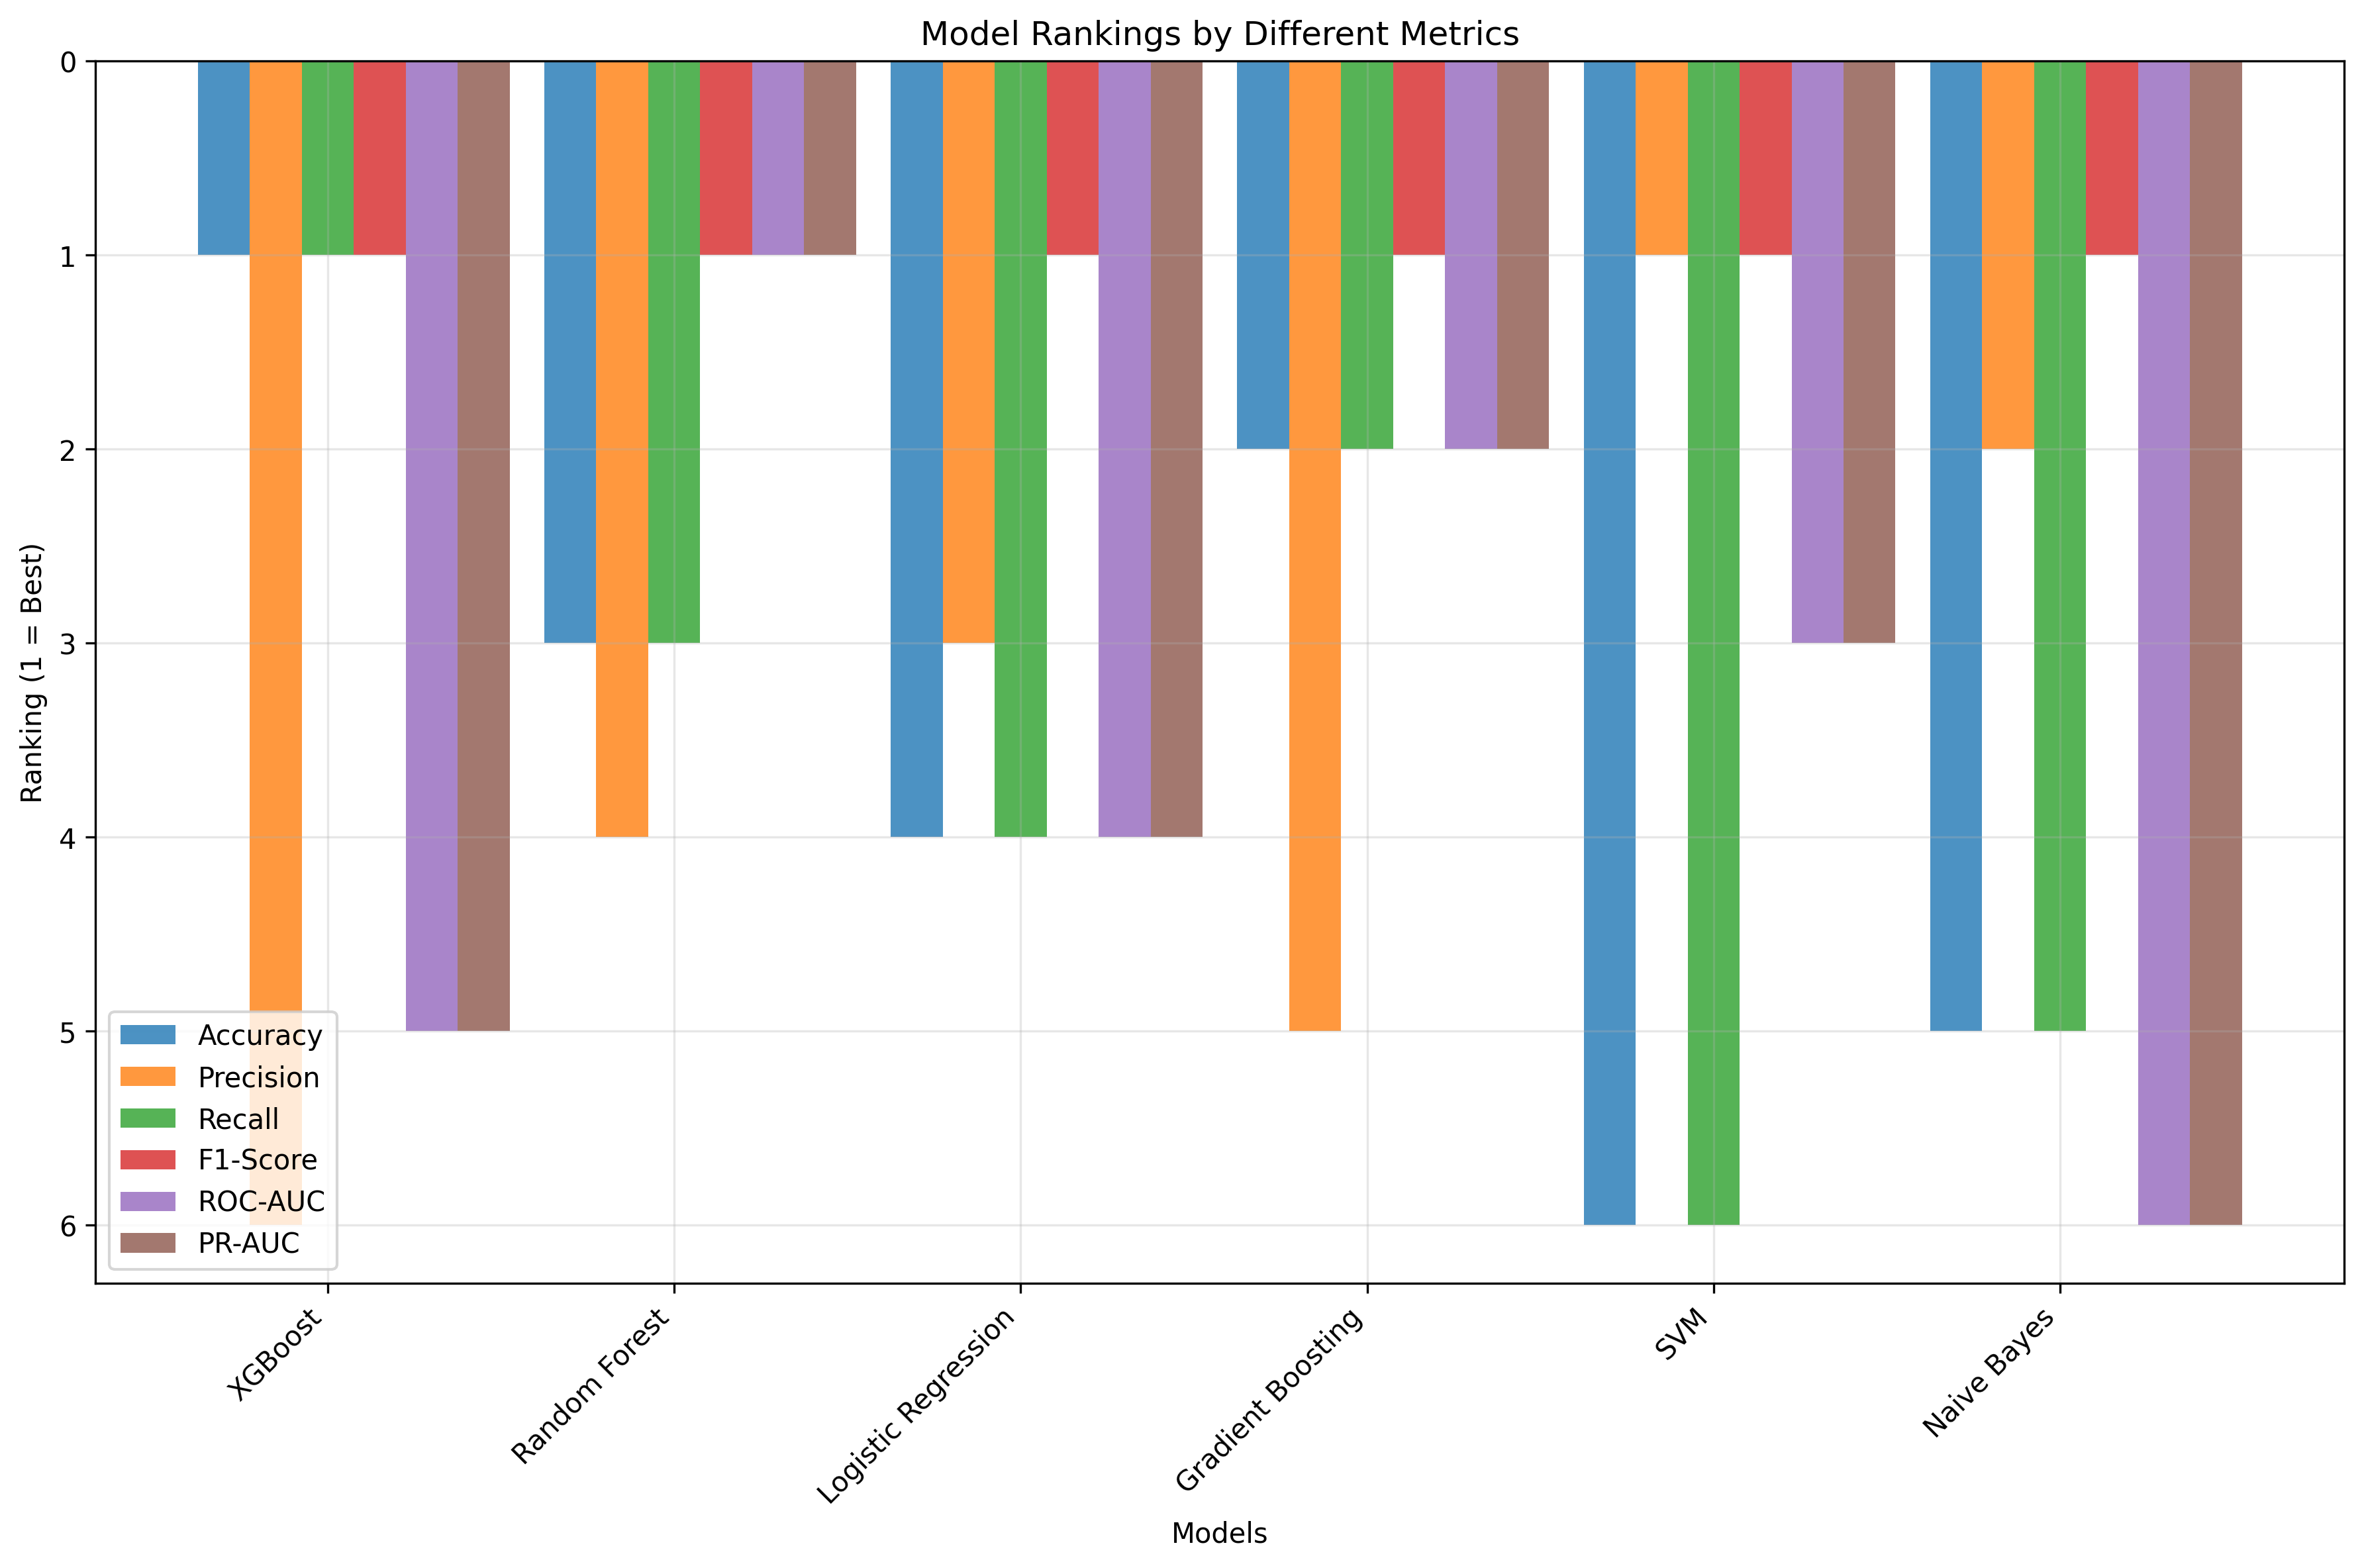 Model Rankings by Different Metrics
Ranking (1 = Best)
0
1
2
3
4
5
6
Accuracy
Precision
Recall
F1-Score
ROC-AUC
PR-AUC
XGBoost
Random Forest
Logistic Regression
Gradient Boosting
SVM
Naive Bayes
Models